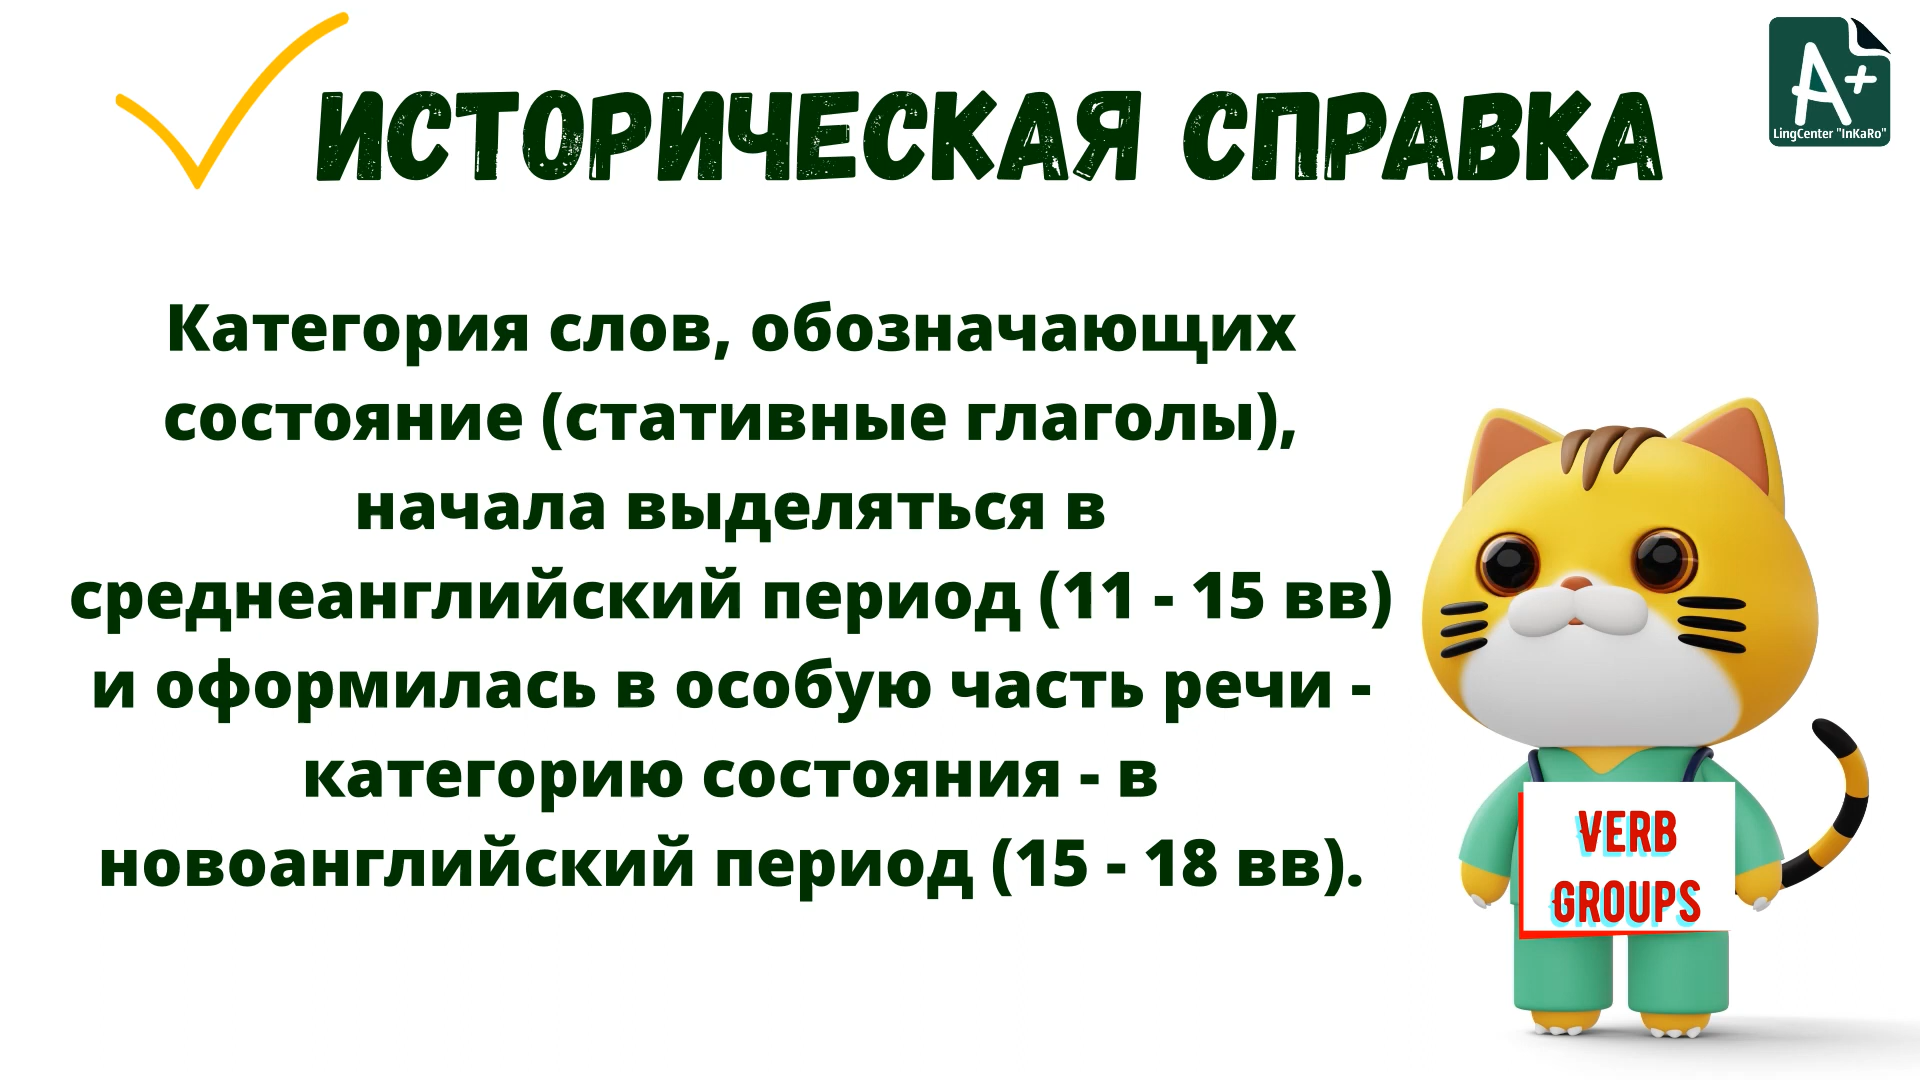 ИСТОРИЧЕСКАЯ СПРАВКА
A+
LingCenter "InKaRo"
Категория слов, обозначающих
состояние (стативные глаголы),
начала выделяться в
среднеанглийский период (11 - 15 вв)
и оформилась в особую часть речи -
категорию состояния - в
новоанглийский период (15 - 18 вв).
VERB
GROUPS